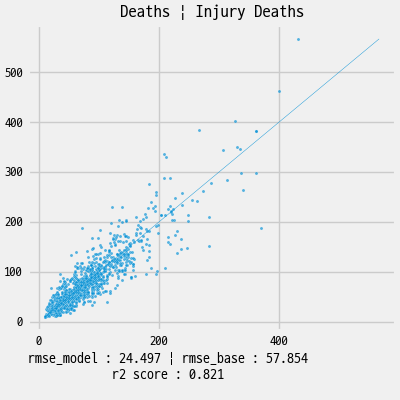 Deaths ¦ Injury Deaths
500
400
300
200
100
0
0 200 400
rmse_model : 24.497 ¦ rmse_base : 57.854
r2 score : 0.821